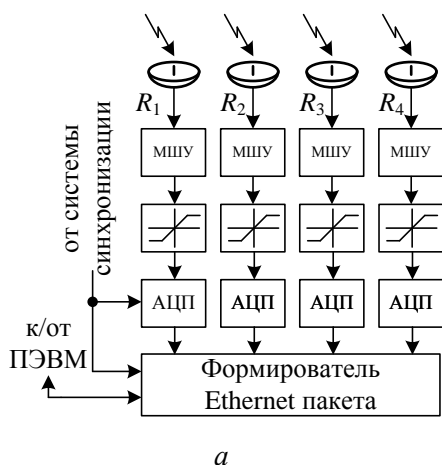 R1 R2 R3 R4
МШУ МШУ МШУ МШУ
от системы
синхронизации
АЦП АЦП АЦП АЦП
к/от
ПЭВМ
Формирователь
Ethernet пакета
а